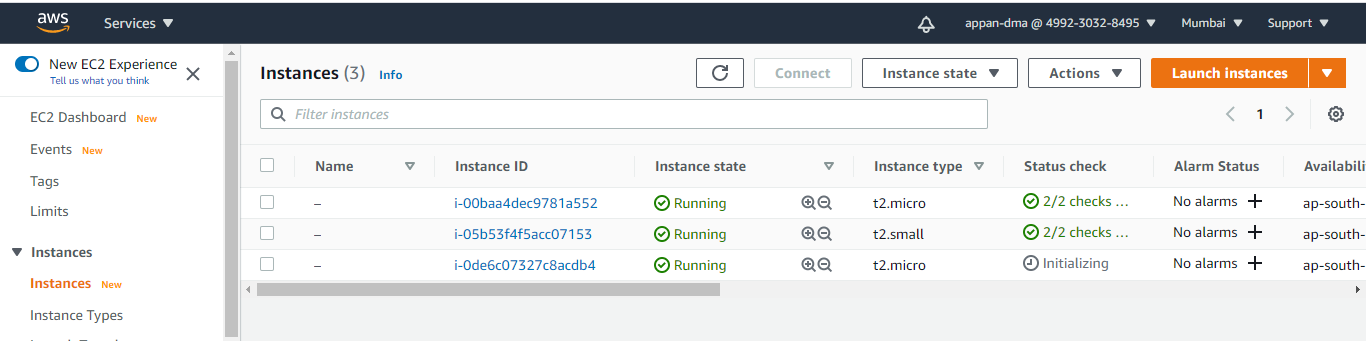 aws Services appan-dma @ 4992-3032-8495 Mumbai Support
New EC2 Experience
Tell us what you think
EC2 Dashboard New
Events New
Tags
Limits
Instances
Instances New
Instance Types
Instances (3) Info Connect Instance state Actions Launch instances
Filter instances 1
Name Instance ID Instance state Instance type Status check Alarm Status Availabili
– i-00baa4dec9781a552 Running t2.micro 2/2 checks ... No alarms + ap-south-
– i-05b53f4f5acc07153 Running t2.small 2/2 checks ... No alarms + ap-south-
– i-0de6c07327c8acdb4 Running t2.micro Initializing No alarms + ap-south-